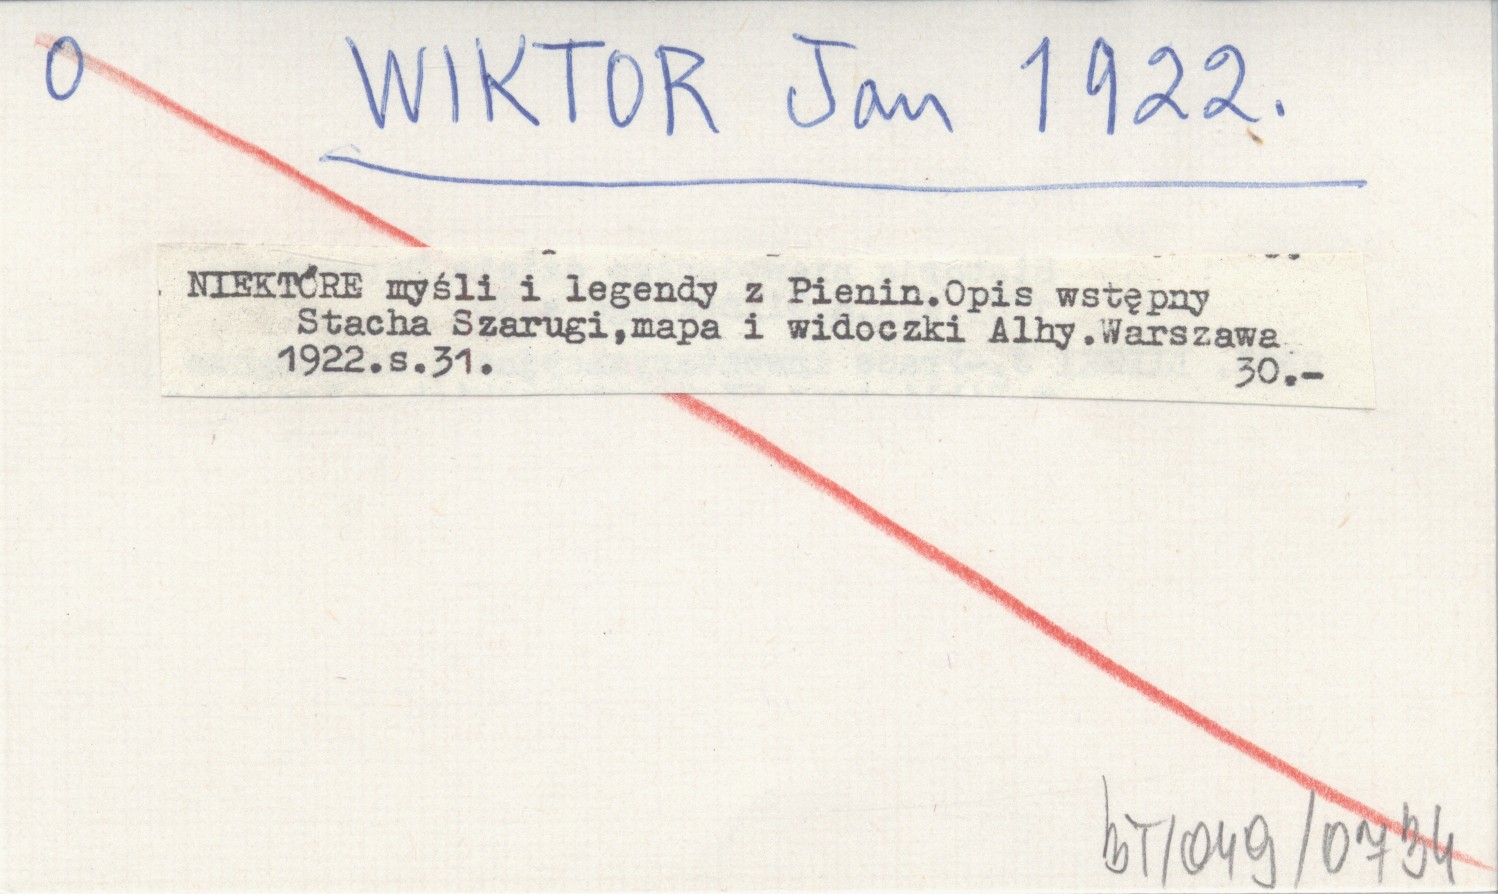 O
WIKTOR Jan 1922.
NIEKTÓRE myśli i legendy z Pienin.Opis wstępny
Stacha Szarugi,mapa i widoczki Alhy.Warszawa
1922.s.31. 30.-
BT/049/0734